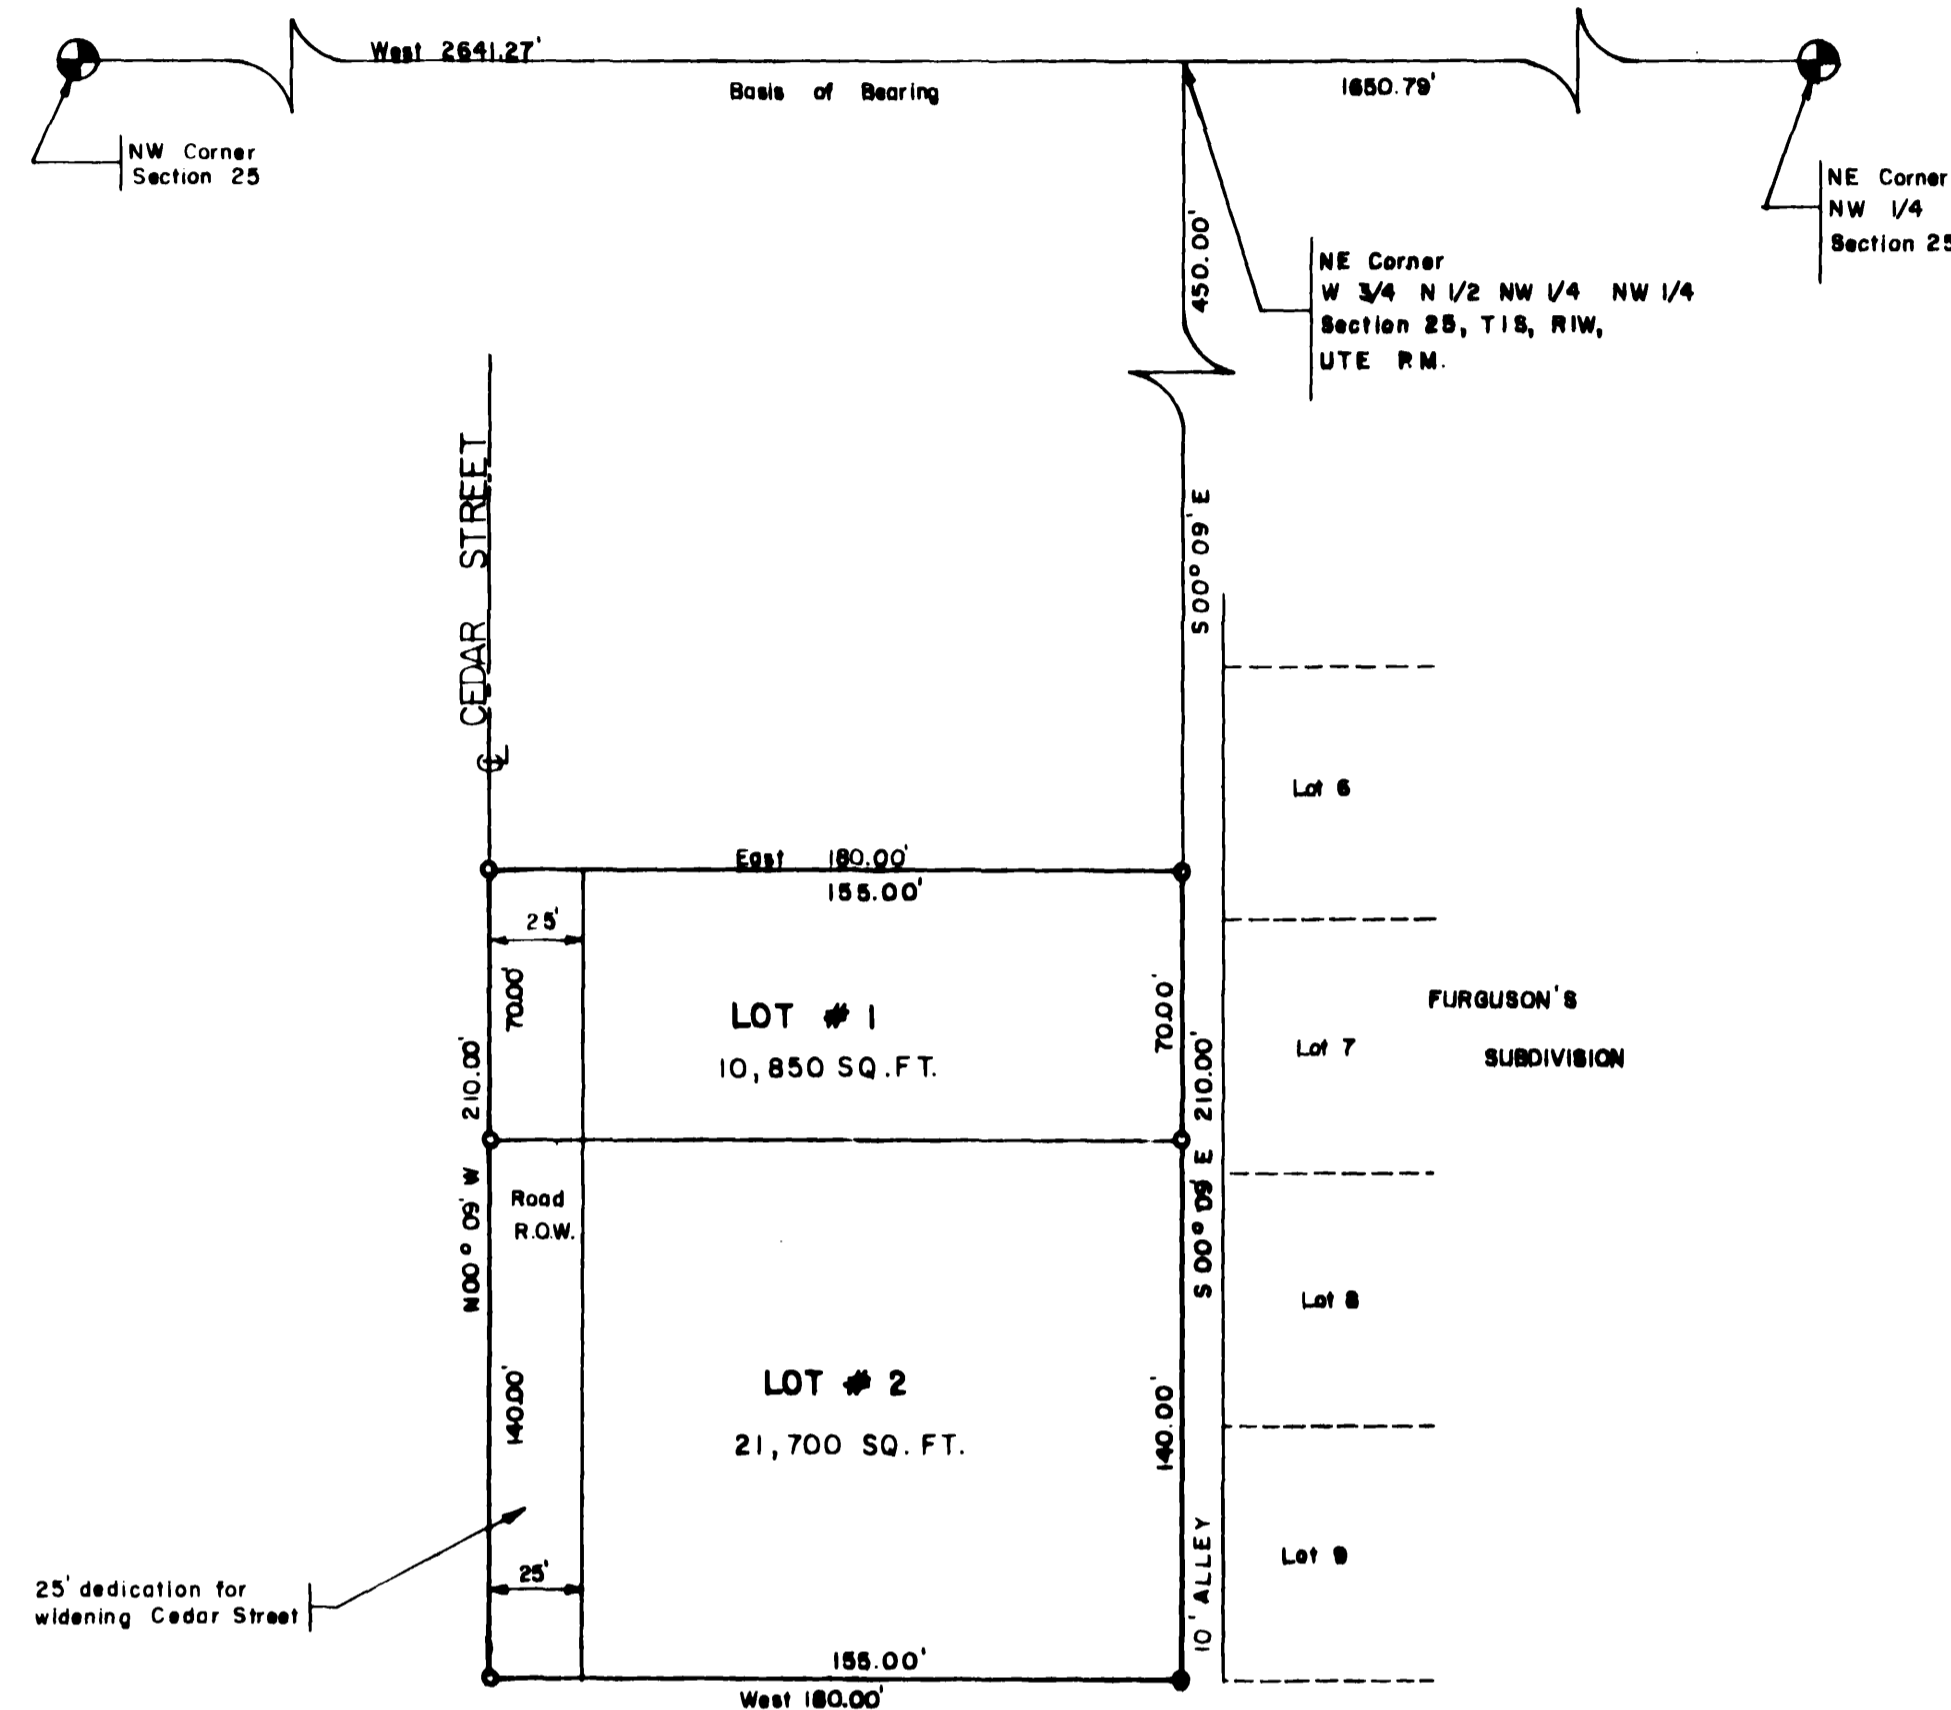 West 2641.27'
Basis of Bearing
1650.79'
NW Corner
Section 25
NE Corner
NW 1/4
Section 25
450.00'
NE Corner
W 3/4 N 1/2 NW 1/4 NW 1/4
Section 25, T1S, R1W,
UTE RM.
CEDAR STREET
S 00° 09' E
Lot 6
East 180.00'
155.00'
25'
70.00'
LOT # 1
10,850 SQ.FT.
70.00'
210.00'
N 00° 09' W
210.00'
S 00° 09' E
Lot 7
FURGUSON'S
SUBDIVISION
Road
R.O.W.
Lot 8
140.00'
LOT # 2
21,700 SQ. FT.
140.00'
10' ALLEY
Lot 9
25' dedication for
widening Cedar Street
25'
155.00'
West 180.00'